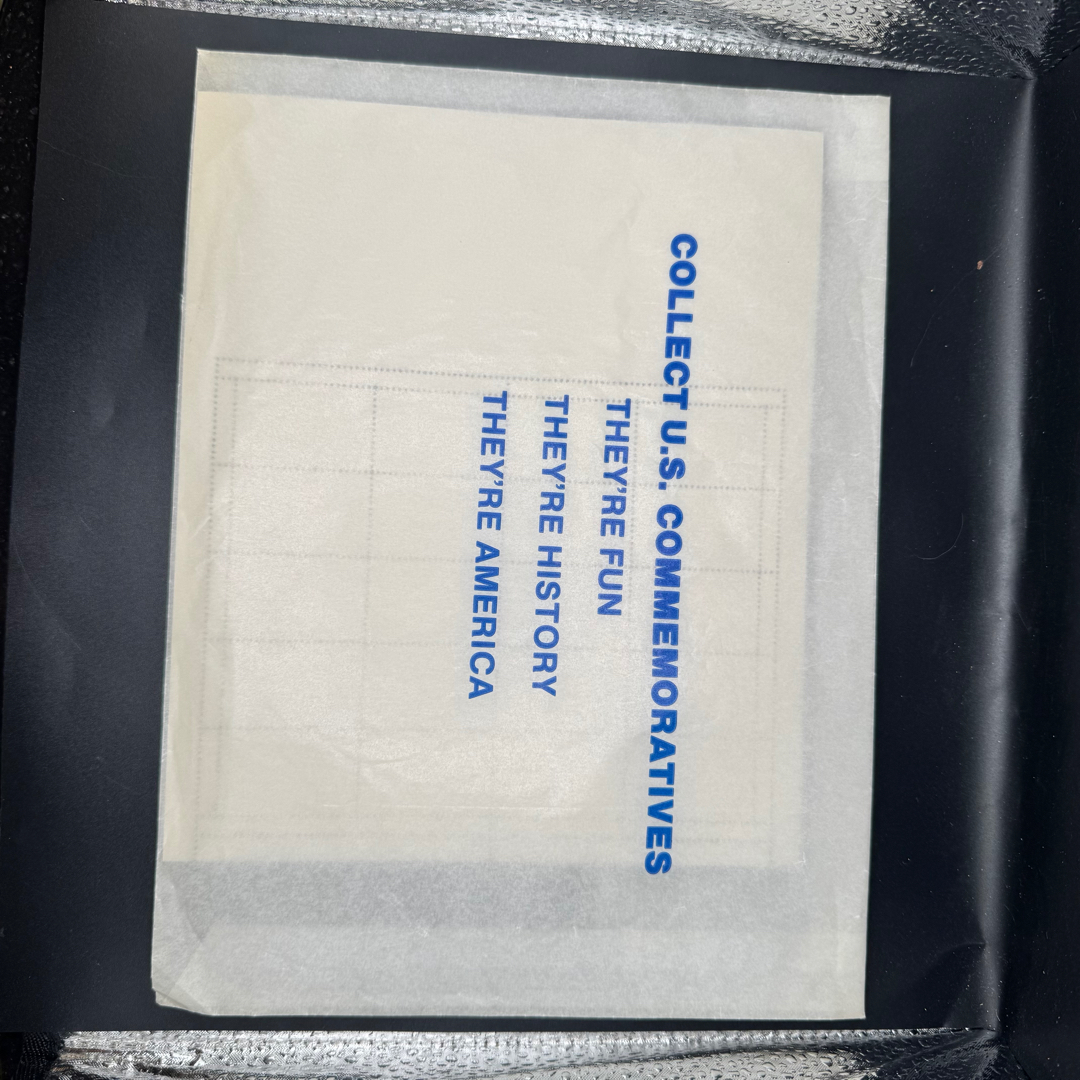 COLLECT U.S. COMMEMORATIVES
THEY'RE FUN
THEY'RE HISTORY
THEY'RE AMERICA